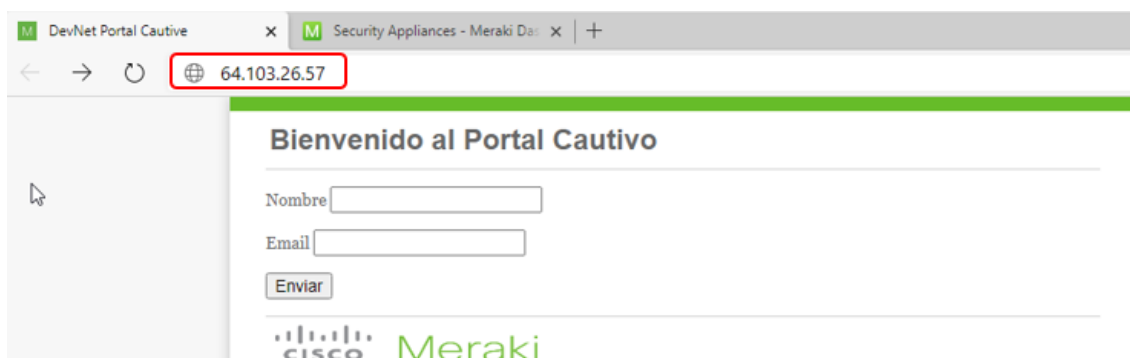 DevNet Portal Cautive
Security Appliances - Meraki Das
64.103.26.57
Bienvenido al Portal Cautivo
Nombre
Email
Enviar
CISCO Meraki